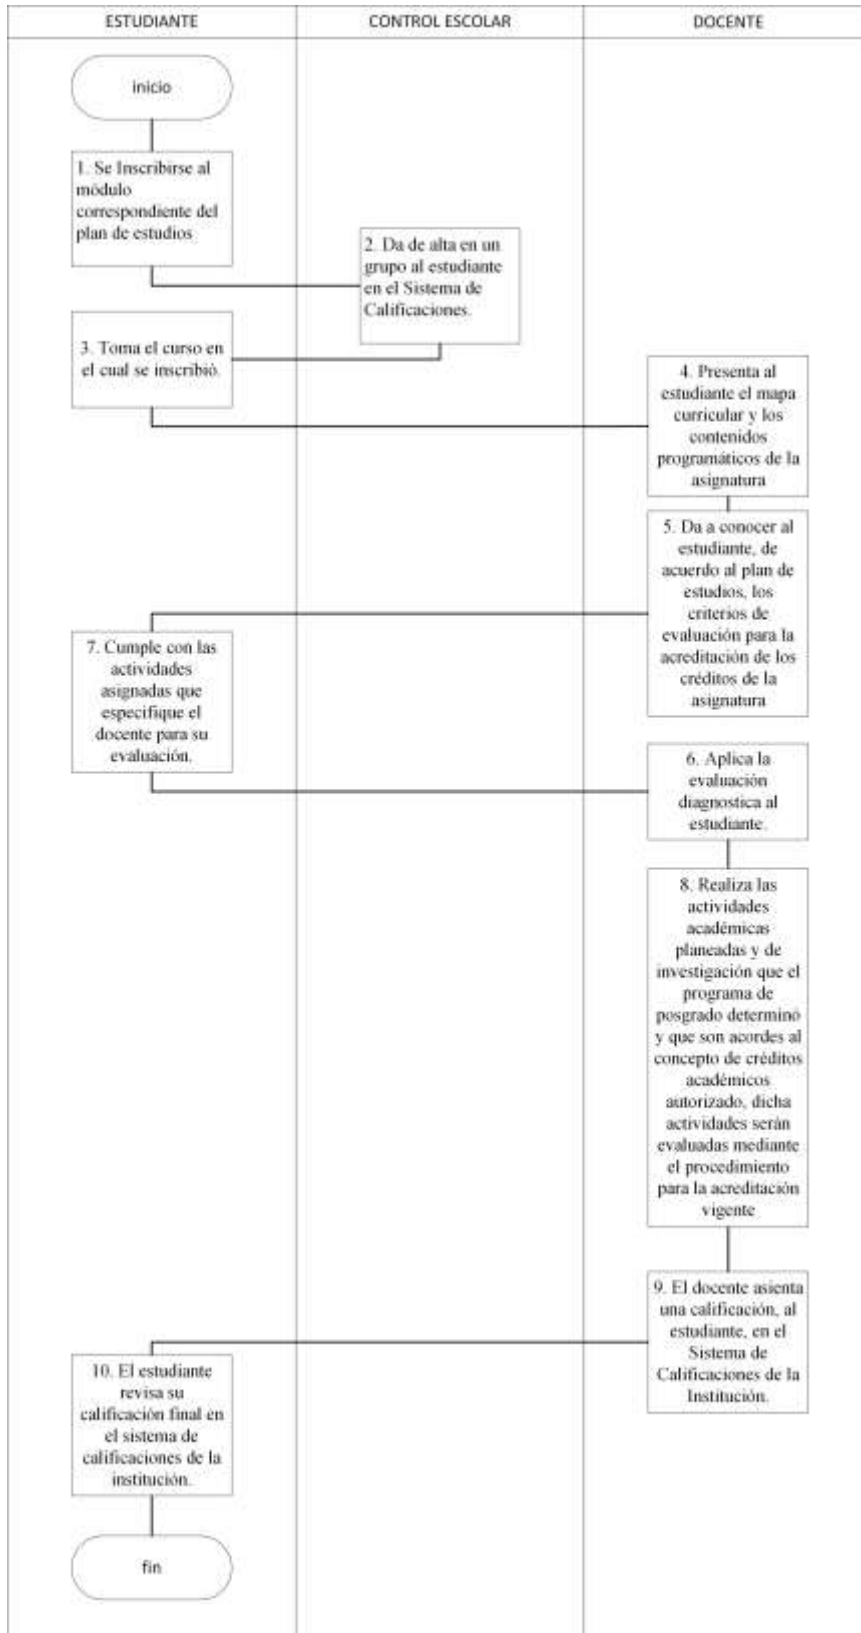 ESTUDIANTE
CONTROL ESCOLAR
DOCENTE
inicio
1. Se Inscribirse al
módulo
correspondiente del
plan de estudios
2. Da de alta en un
grupo al estudiante
en el Sistema de
Calificaciones.
3. Toma el curso en
el cual se inscribió.
4. Presenta al
estudiante el mapa
curricular y los
contenidos
programáticos de la
asignatura
5. Da a conocer al
estudiante, de
acuerdo al plan de
estudios, los
criterios de
evaluación para la
acreditación de los
créditos de la
asignatura
7. Cumple con las
actividades
asignadas que
especifique el
docente para su
evaluación.
6. Aplica la
evaluación
diagnostica al
estudiante.
8. Realiza las
actividades
académicas
planeadas y de
investigación que el
programa de
posgrado determinó
y que son acordes al
concepto de créditos
académicos
autorizado, dicha
actividades serán
evaluadas mediante
el procedimiento
para la acreditación
vigente
9. El docente asienta
una calificación, al
estudiante, en el
Sistema de
Calificaciones de la
Institución.
10. El estudiante
revisa su
calificación final en
el sistema de
calificaciones de la
institución.
fin